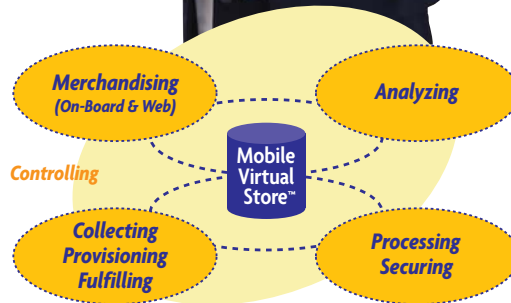 Merchandising
(On-Board & Web)
Analyzing
Mobile
Virtual
Store™
Controlling
Collecting
Provisioning
Fulfilling
Processing
Securing